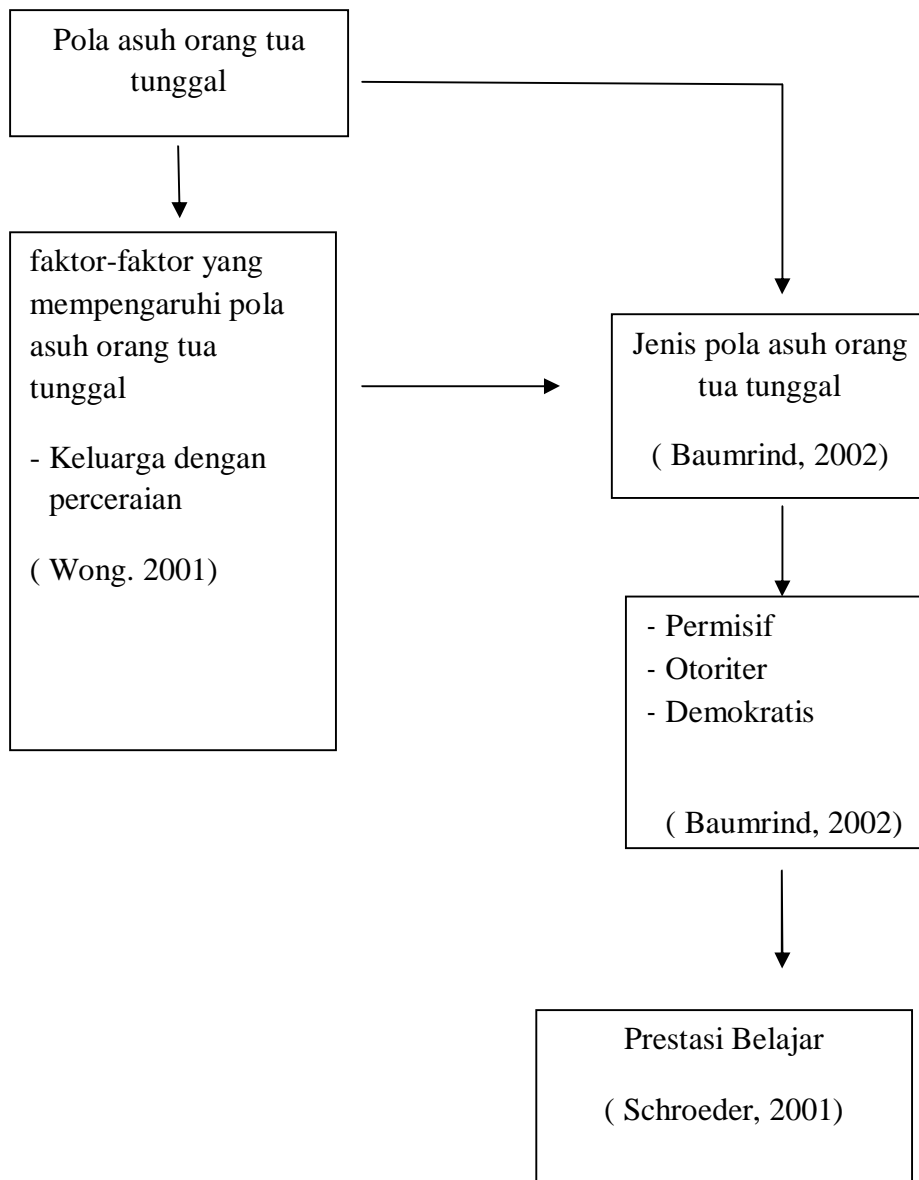 Pola asuh orang tua
tunggal
faktor-faktor yang
mempengaruhi pola
asuh orang tua
tunggal
- Keluarga dengan
perceraian
( Wong. 2001)
Jenis pola asuh orang
tua tunggal
( Baumrind, 2002)
- Permisif
- Otoriter
- Demokratis
( Baumrind, 2002)
Prestasi Belajar
( Schroeder, 2001)